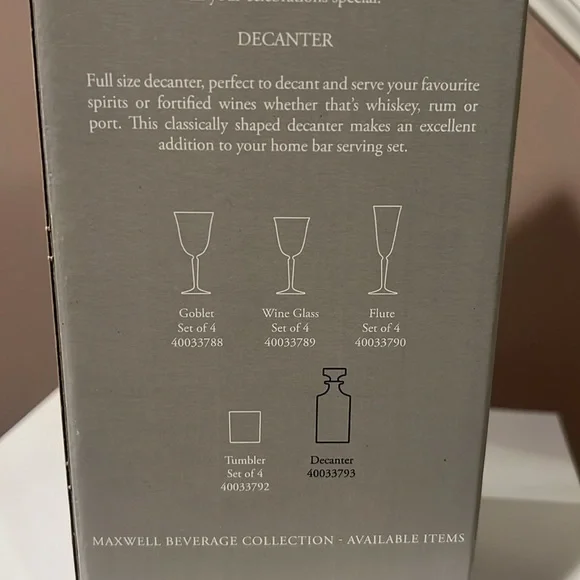 your celebrations special.
DECANTER
Full size decanter, perfect to decant and serve your favourite
spirits or fortified wines whether that's whiskey, rum or
port. This classically shaped decanter makes an excellent
addition to your home bar serving set.
Goblet
Set of 4
40033788
Wine Glass
Set of 4
40033789
Flute
Set of 4
40033790
Tumbler
Set of 4
40033792
Decanter
40033793
MAXWELL BEVERAGE COLLECTION - AVAILABLE ITEMS